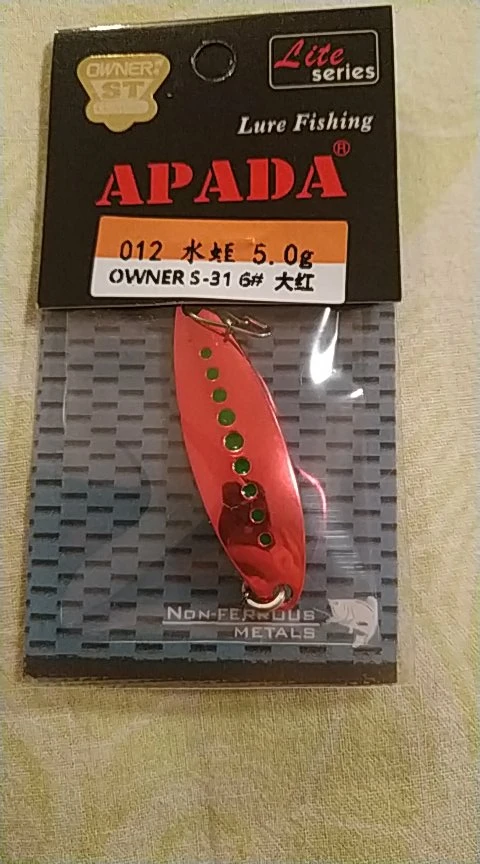 OWNER
ST
Lite
series
Lure Fishing
APADA®
012 水蛭 5.0g
OWNER S-31 6# 大红
NON-FERROUS
METALS